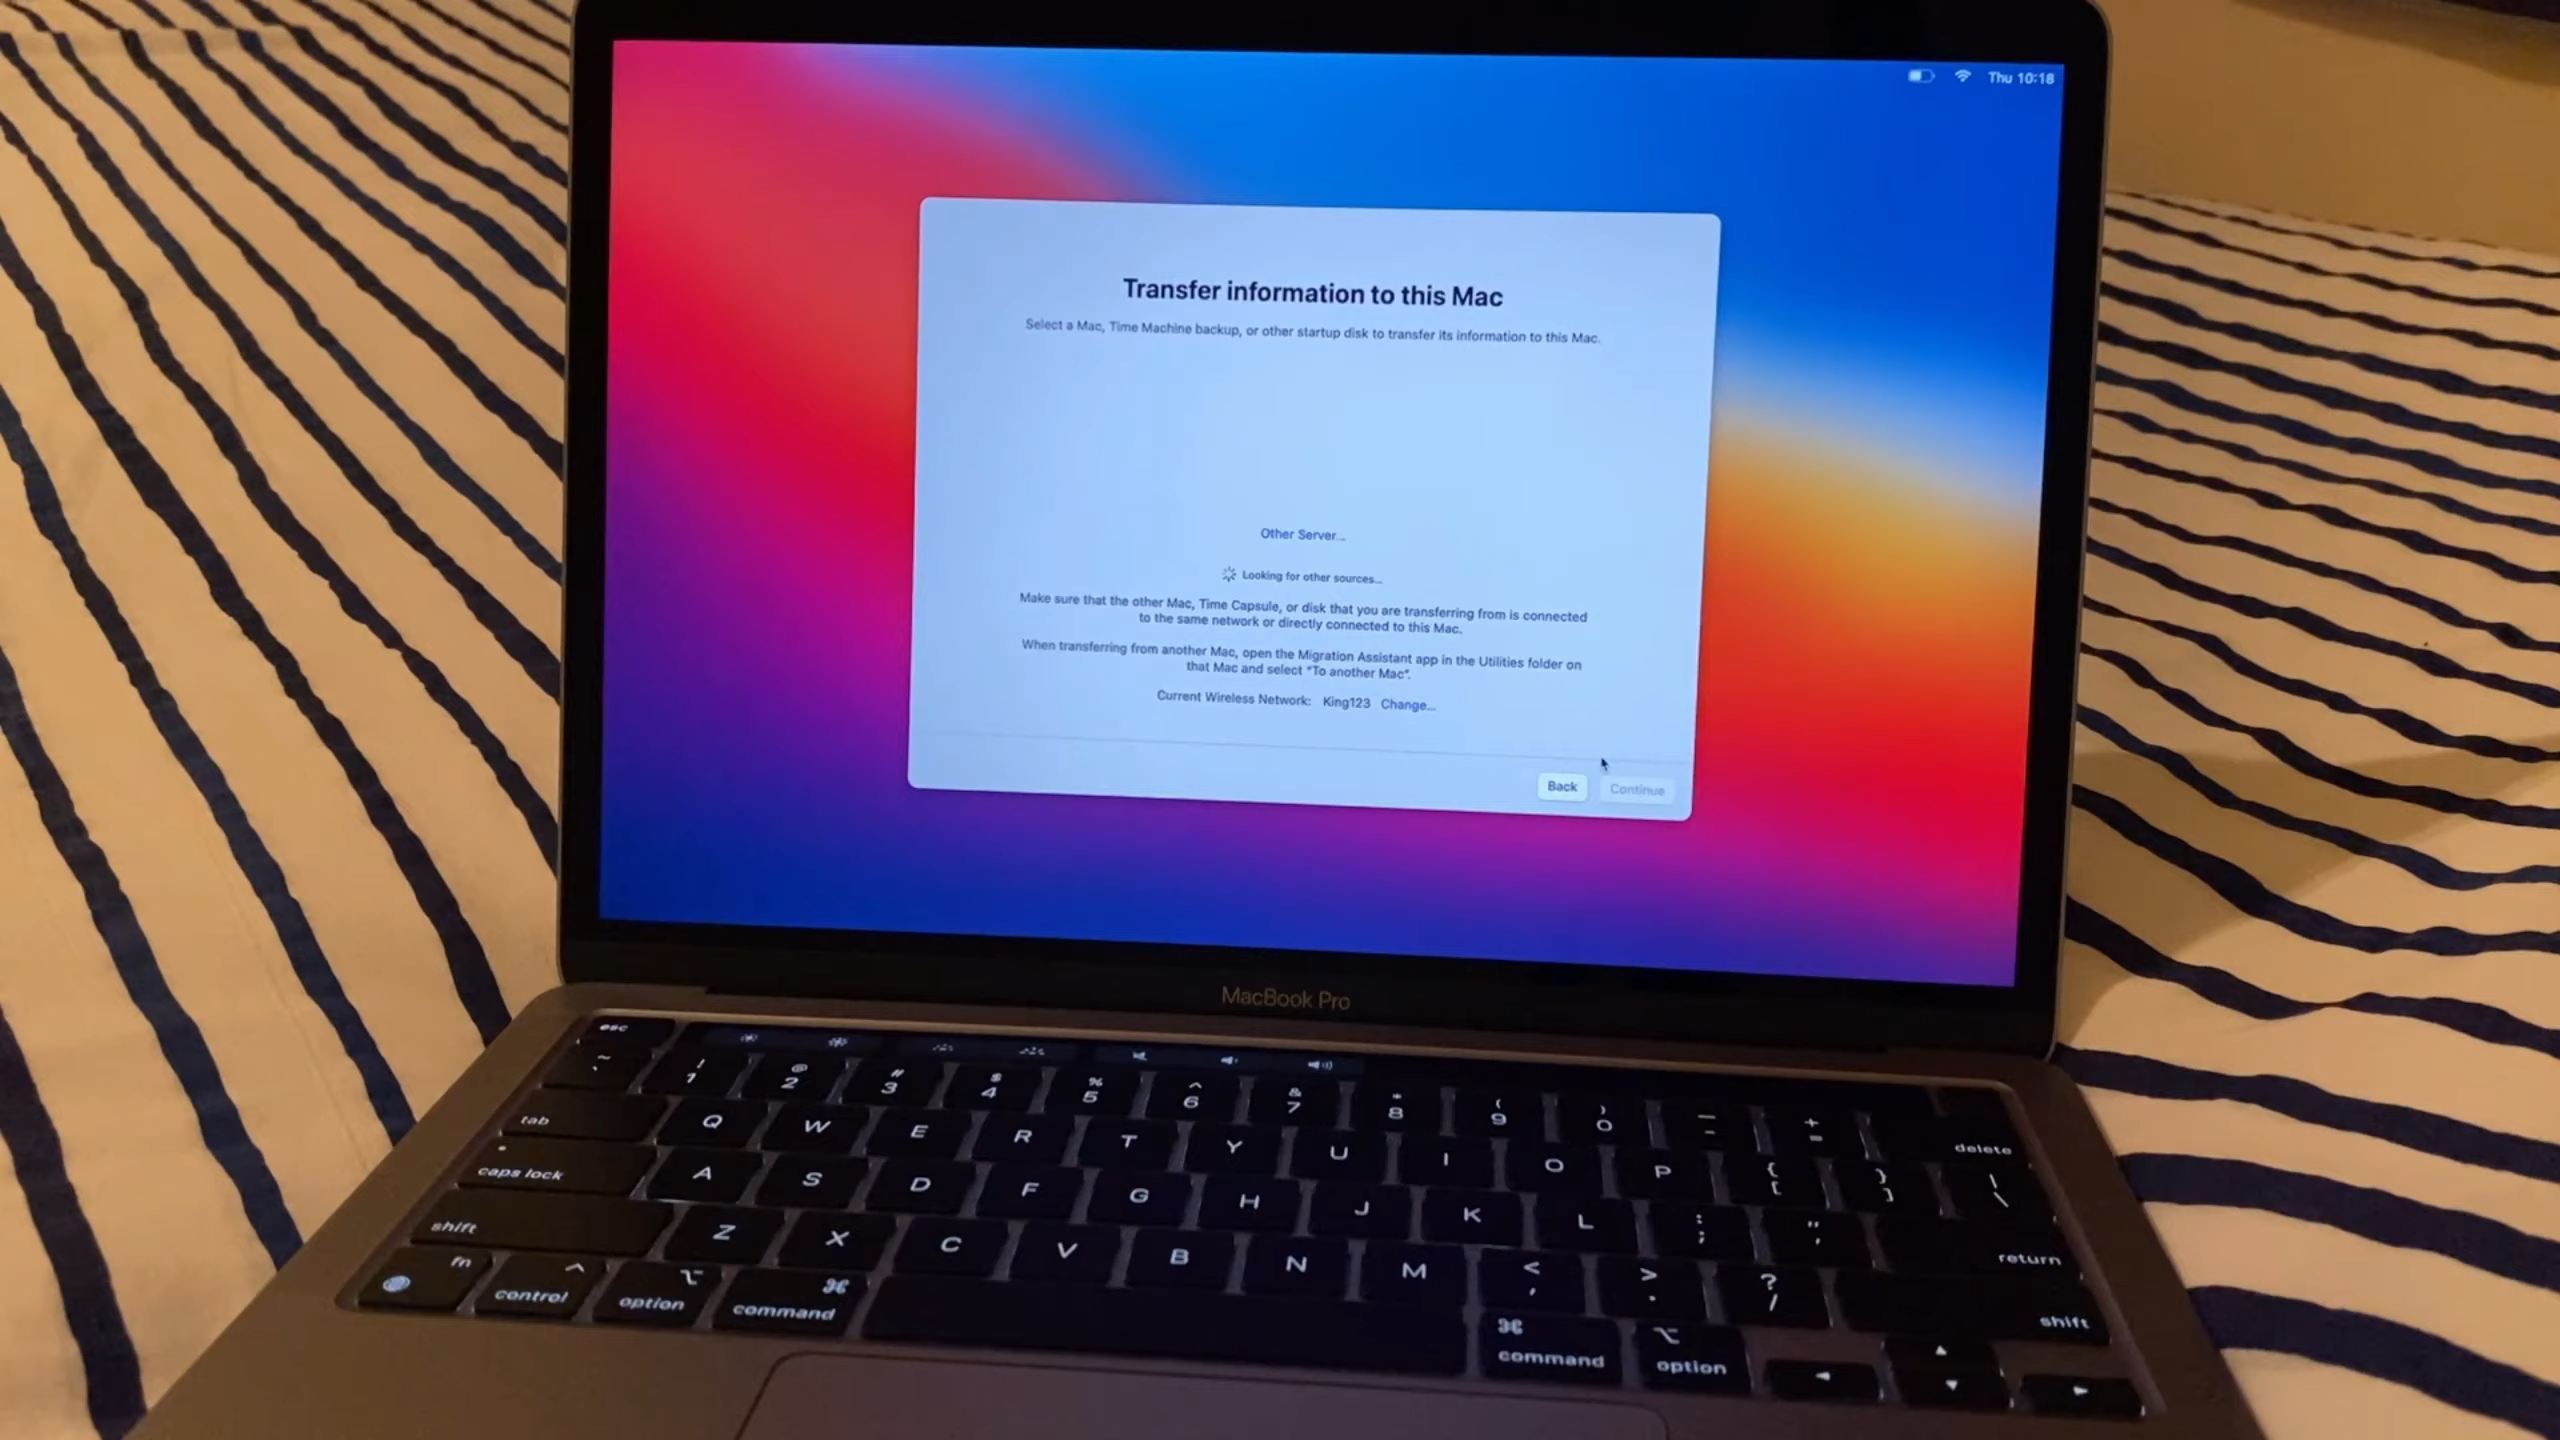 Thu 10:18
Transfer information to this Mac
Select a Mac, Time Machine backup, or other startup disk to transfer its information to this Mac.
Other Server...
Looking for other sources...
Make sure that the other Mac, Time Capsule, or disk that you are transferring from is connected
to the same network or directly connected to this Mac.
When transferring from another Mac, open the Migration Assistant app in the Utilities folder on
that Mac and select "To another Mac".
Current Wireless Network: King123 Change...
Back Continue
MacBook Pro
esc
~ ! @ # $ % ^ & * ( ) — +
` 1 2 3 4 5 6 7 8 9 0 - = delete
tab Q W E R T Y U I O P { } |
[ ] \
caps lock A S D F G H J K L : "
; ' return
shift Z X C V B N M < > ?
, . / shift
fn control option command command option